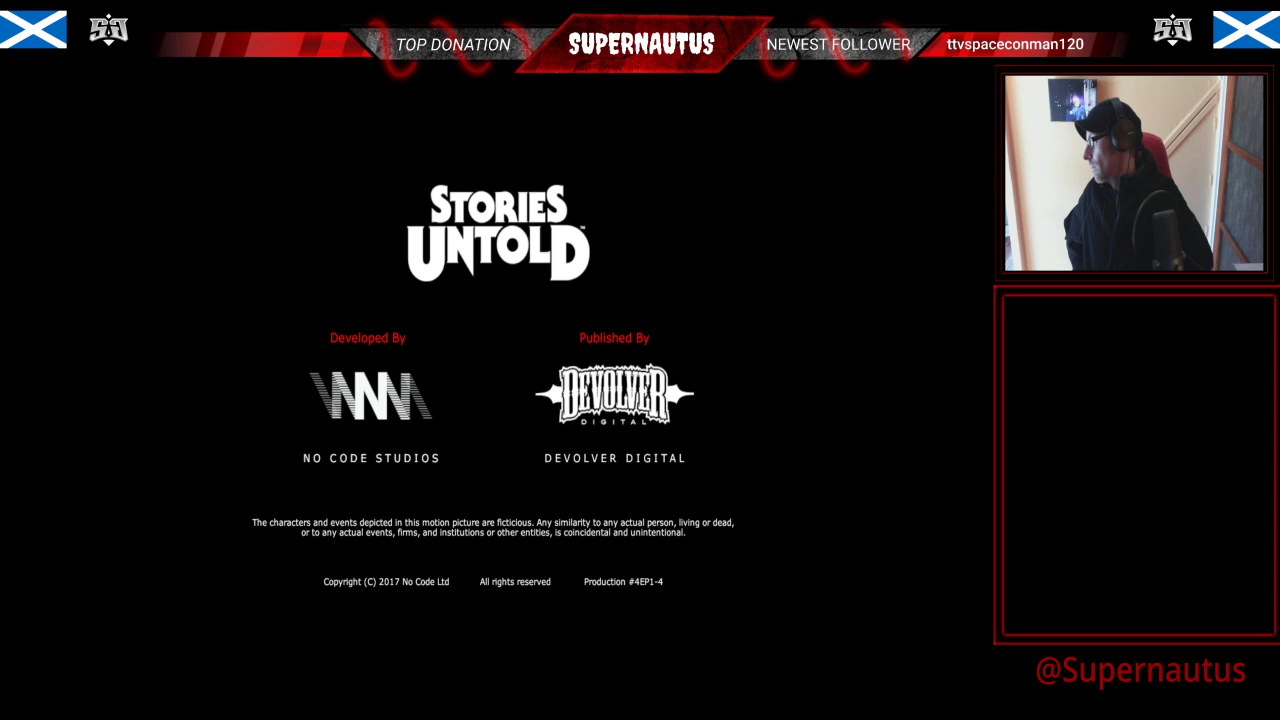 TOP DONATION
SUPERNAUTUS
NEWEST FOLLOWER
ttvspaceconman120
STORIES
UNTOLD
Developed By
Published By
DEVOLVER
DIGITAL
NO CODE STUDIOS
DEVOLVER DIGITAL
The characters and events depicted in this motion picture are ficticious. Any similarity to any actual person, living or dead,
or to any actual events, firms, and institutions or other entities, is coincidental and unintentional.
Copyright (C) 2017 No Code Ltd All rights reserved Production #4EP1-4
@Supernautus